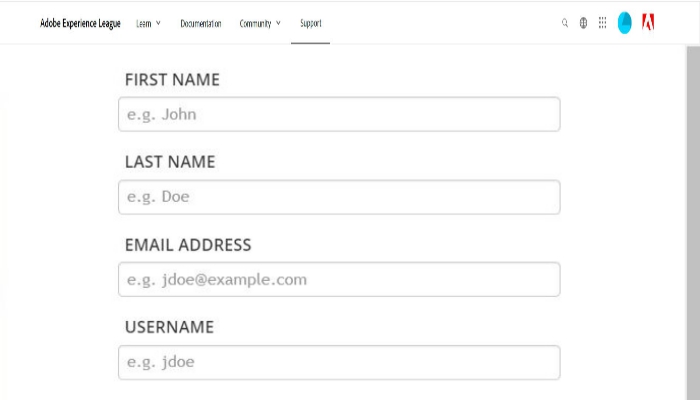 Adobe Experience League Learn Documentation Community Support
FIRST NAME
e.g. John
LAST NAME
e.g. Doe
EMAIL ADDRESS
e.g. jdoe@example.com
USERNAME
e.g. jdoe